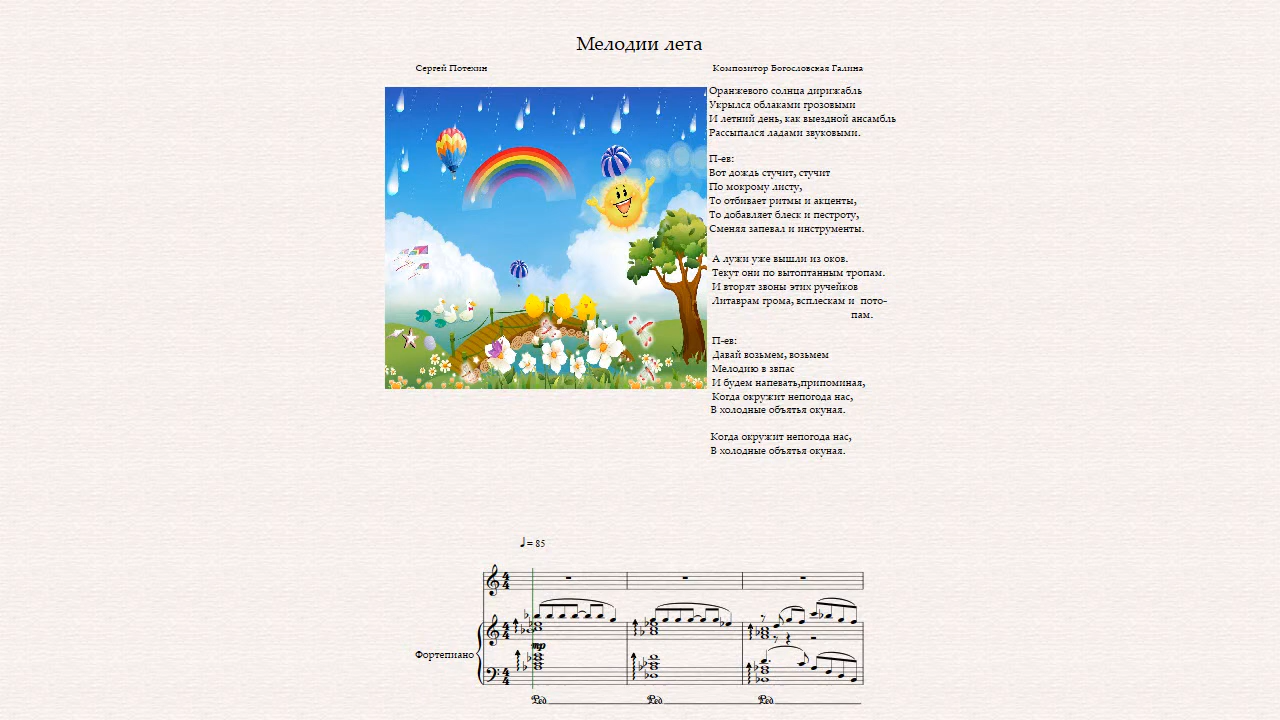 Мелодии лета
Сергей Потехин
Композитор Богословская Галина
Оранжевого солнца дирижабль
Укрылся облаками грозовыми
И летний день, как выездной ансамбль
Рассыпался ладами звуковыми.
П-ев:
Вот дождь стучит, стучит
По мокрому листу,
То отбивает ритмы и акценты,
То добавляет блеск и пестроту,
Сменяя запевал и инструменты.
А лужи уже вышли из оков.
Текут они по вытоптанным тропам.
И вторят звоны этих ручейков
Литаврам грома, всплескам и пото-
пам.
П-ев:
Давай возьмем, возьмем
Мелодию в звпас
И будем напевать,припоминая,
Когда окружит непогода нас,
В холодные объятья окуная.
Когда окружит непогода нас,
В холодные объятья окуная.
♩= 85
Фортепиано
mp
Ped Ped Ped